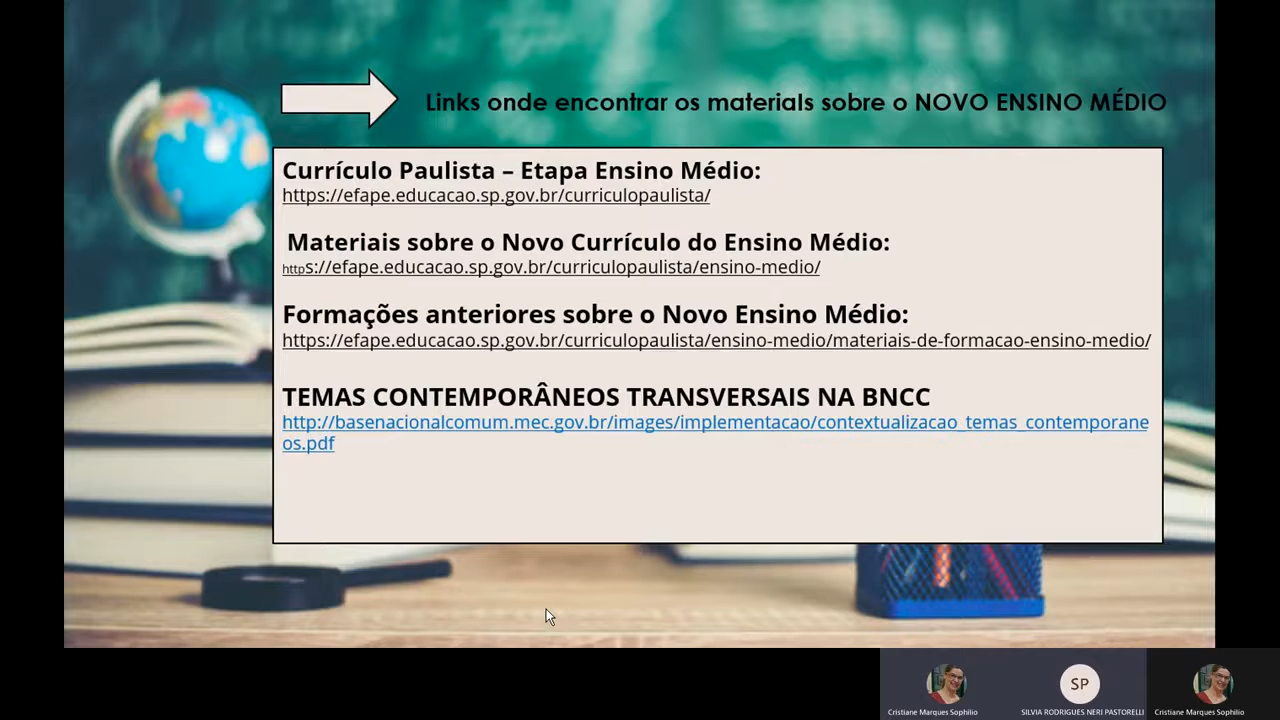 Links onde encontrar os materiais sobre o NOVO ENSINO MÉDIO
Currículo Paulista – Etapa Ensino Médio:
https://efape.educacao.sp.gov.br/curriculopaulista/
Materiais sobre o Novo Currículo do Ensino Médio:
https://efape.educacao.sp.gov.br/curriculopaulista/ensino-medio/
Formações anteriores sobre o Novo Ensino Médio:
https://efape.educacao.sp.gov.br/curriculopaulista/ensino-medio/materiais-de-formacao-ensino-medio/
TEMAS CONTEMPORÂNEOS TRANSVERSAIS NA BNCC
http://basenacionalcomum.mec.gov.br/images/implementacao/contextualizacao_temas_contemporane
os.pdf
SP
Cristiane Marques Sophilio
SILVIA RODRIGUES NERI PASTORELLI
Cristiane Marques Sophilio